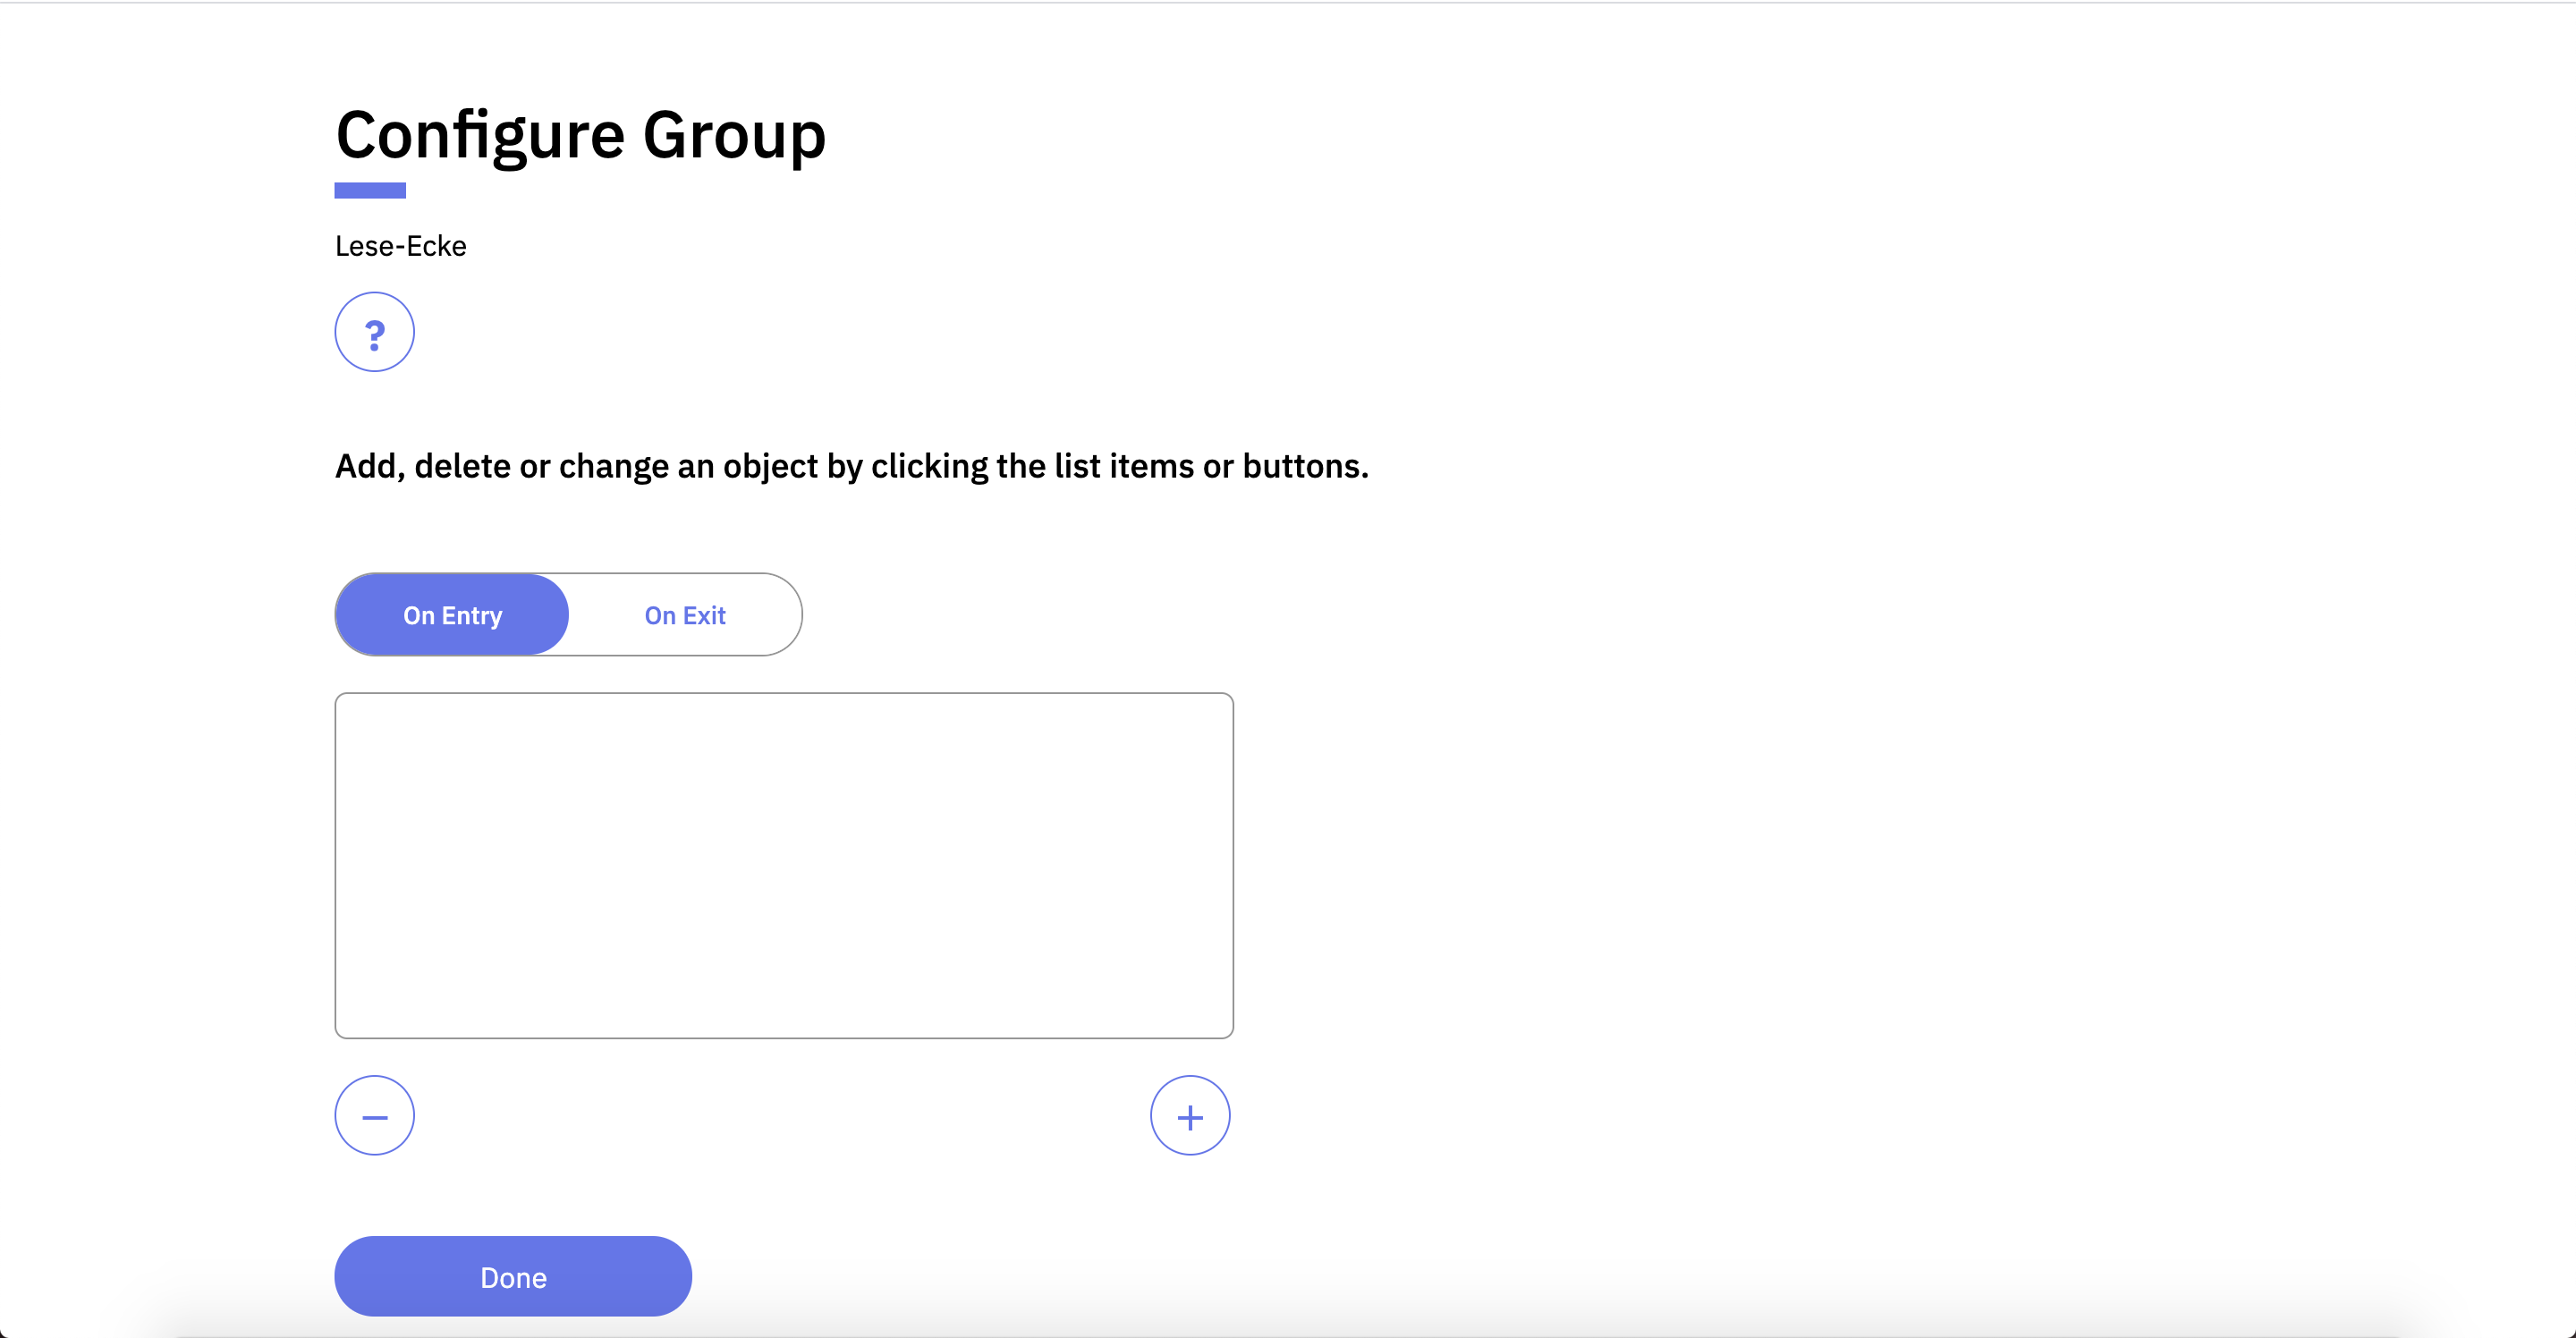 Configure Group
Lese-Ecke
?
Add, delete or change an object by clicking the list items or buttons.
On Entry On Exit
− +
Done